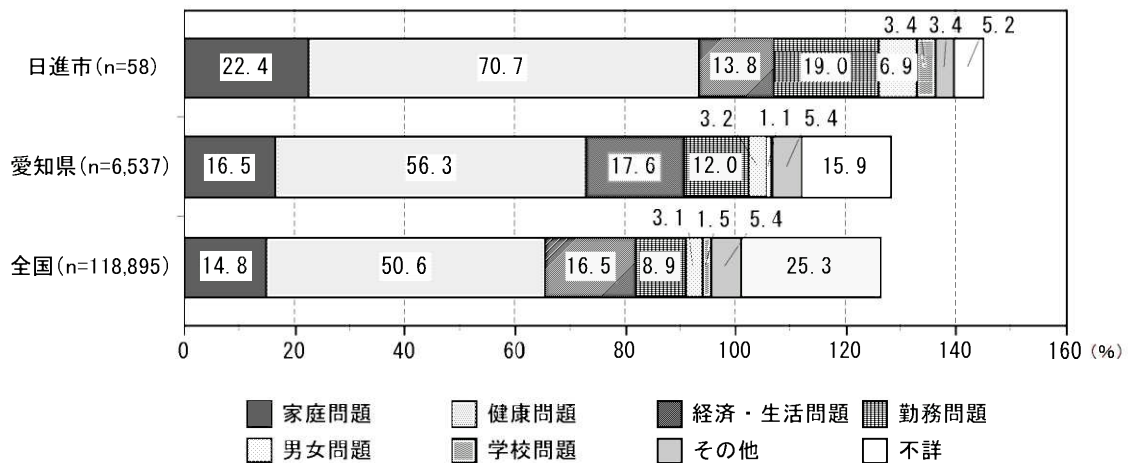 3.4 3.4 5.2
日進市(n=58) 22.4 70.7 13.8 19.0 6.9
3.2 1.1 5.4
愛知県(n=6,537) 16.5 56.3 17.6 12.0 15.9
3.1 1.5 5.4
全国(n=118,895) 14.8 50.6 16.5 8.9 25.3
0 20 40 60 80 100 120 140 160 (%)
家庭問題 健康問題 経済・生活問題 勤務問題
男女問題 学校問題 その他 不詳